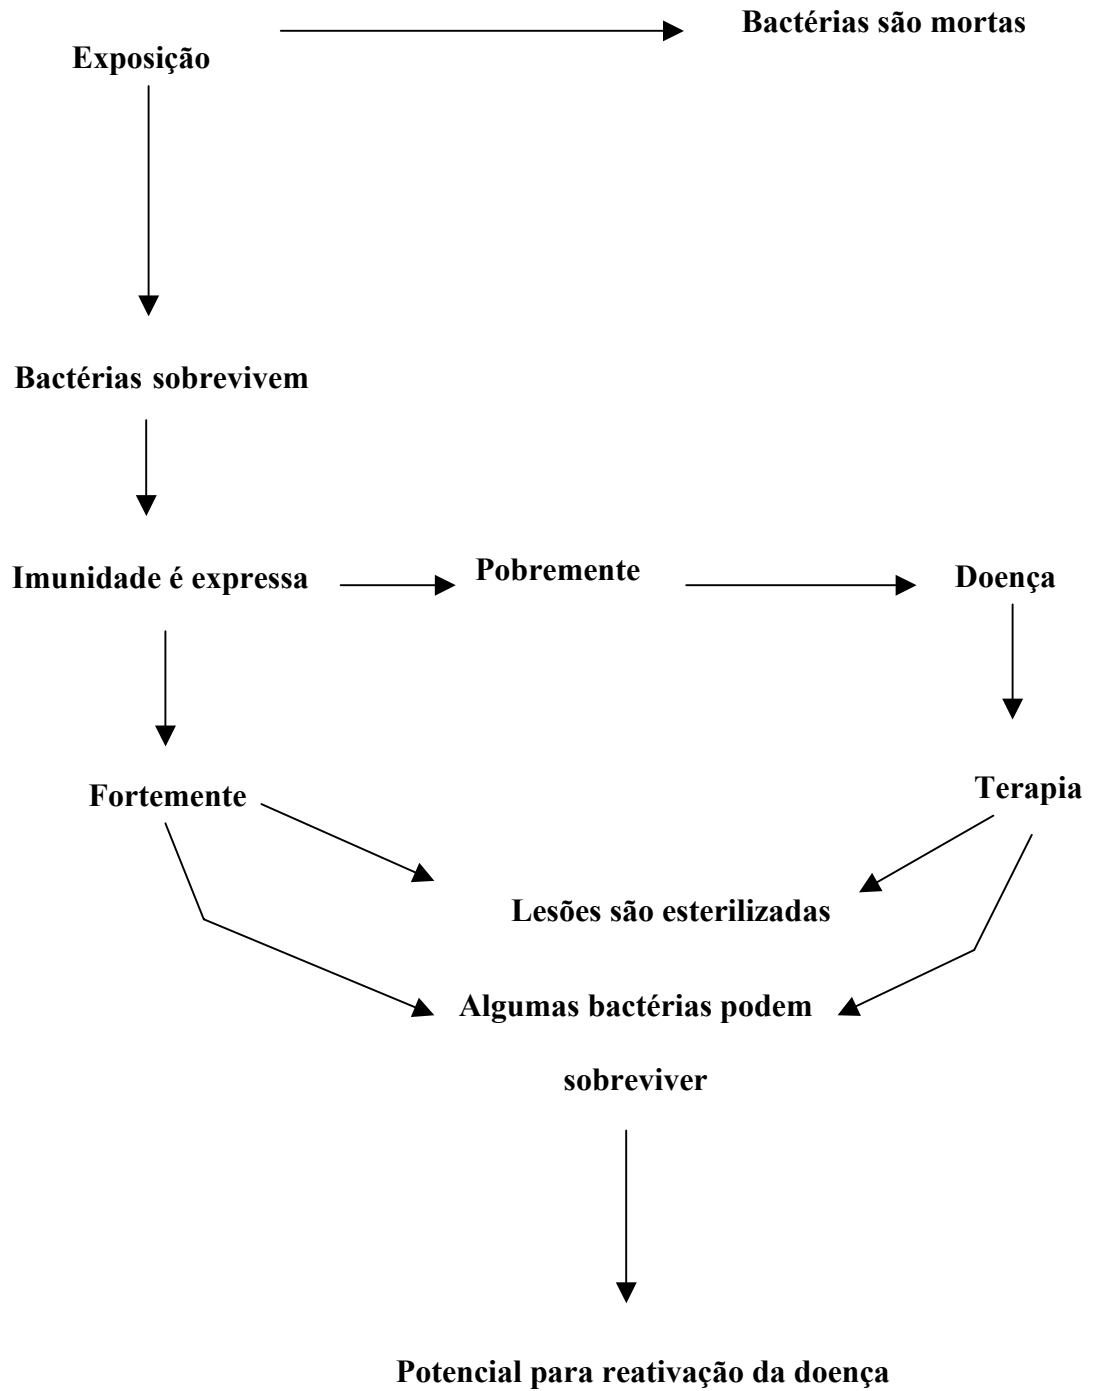 Bactérias são mortas
Exposição
Bactérias sobrevivem
Imunidade é expressa
Pobremente
Doença
Fortemente
Terapia
Lesões são esterilizadas
Algumas bactérias podem
sobreviver
Potencial para reativação da doença